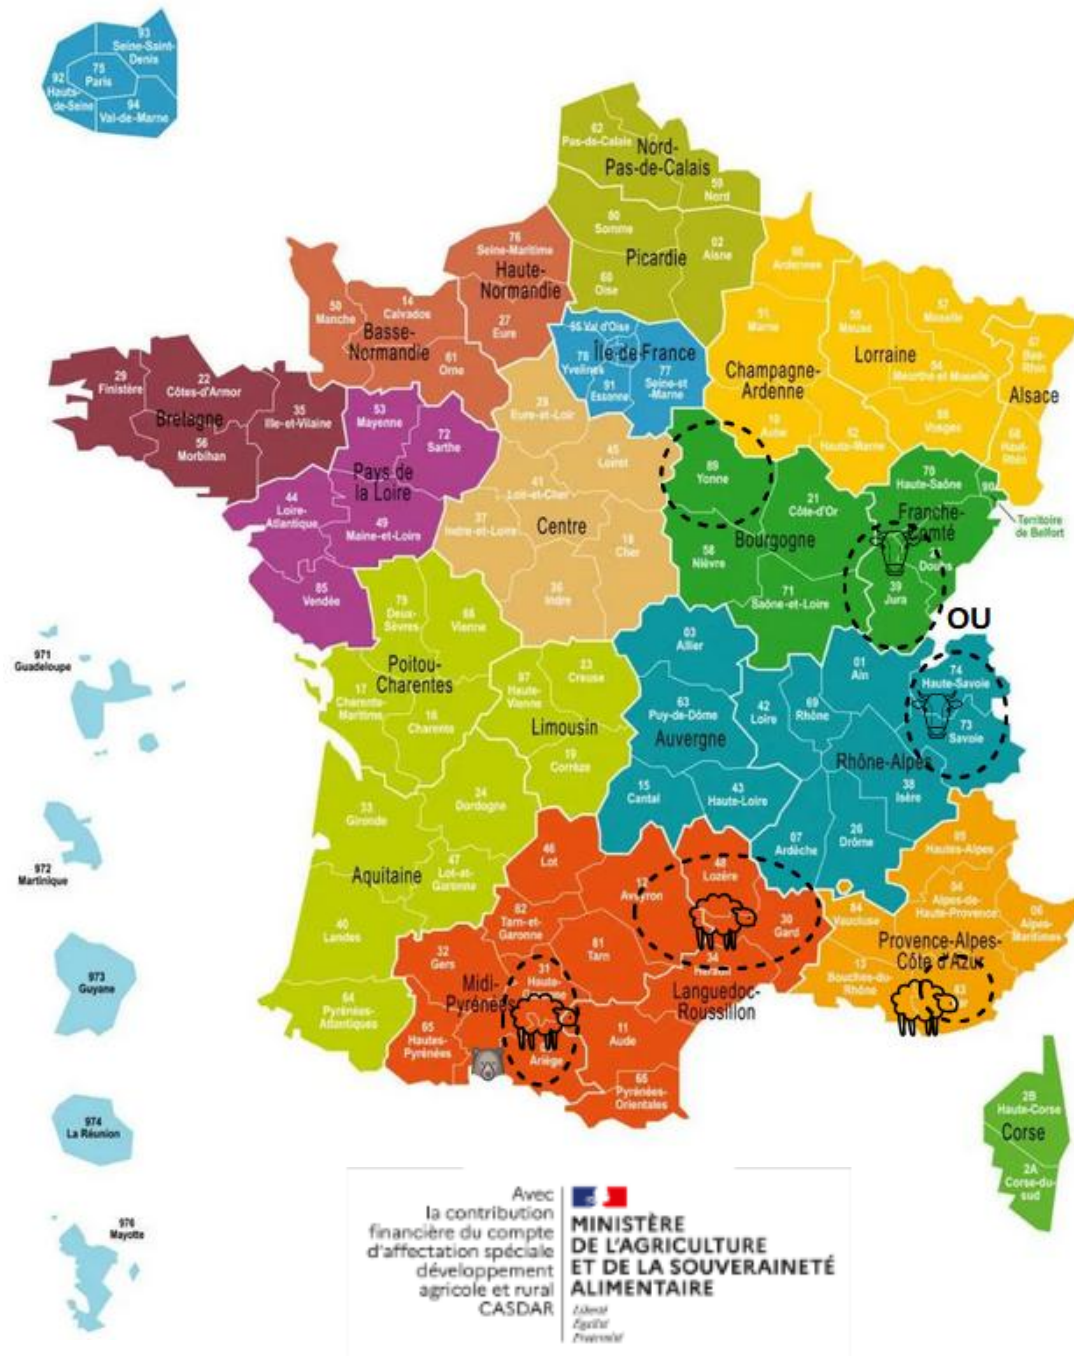 93
Seine-Saint-
Denis
75
Paris
92
Hauts-
de-Seine
94
Val-de-Marne
62
Pas-de-Calais
Nord-
Pas-de-Calais
59
Nord
80
Somme
02
Aisne
Picardie
60
Oise
76
Seine-Maritime
Haute-
Normandie
27
Eure
50
Manche
14
Calvados
Basse-
Normandie
61
Orne
95 Val d'Oise
Île-de-France
78
Yvelines
91
Essonne
77
Seine-et
-Marne
Ardennes
51
Marne
Champagne-
Ardenne
10
Aube
52
Haute-Marne
55
Meuse
57
Moselle
Lorraine
54
Meurthe-et-Moselle
88
Vosges
67
Bas-
Rhin
Alsace
68
Haut-
Rhin
29
Finistère
22
Côtes-d'Armor
Bretagne
35
Ille-et-Vilaine
56
Morbihan
53
Mayenne
72
Sarthe
Pays de
la Loire
44
Loire-
Atlantique
49
Maine-et-Loire
85
Vendée
28
Eure-et-Loir
45
Loiret
41
Loir-et-Cher
37
Indre-et-Loire
Centre
18
Cher
36
Indre
89
Yonne
21
Côte-d'Or
Bourgogne
58
Nièvre
71
Saône-et-Loire
70
Haute-Saône
90
Territoire
de Belfort
Franche-
Comté
Doubs
39
Jura
OU
79
Deux-
Sèvres
86
Vienne
Poitou-
Charentes
17
Charente-
Maritime
16
Charente
87
Haute-
Vienne
23
Creuse
Limousin
19
Corrèze
03
Allier
63
Puy-de-Dôme
Auvergne
15
Cantal
43
Haute-Loire
42
Loire
69
Rhône
01
Ain
74
Haute-Savoie
73
Savoie
Rhône-Alpes
38
Isère
07
Ardèche
26
Drôme
33
Gironde
24
Dordogne
47
Lot-et-
Garonne
Aquitaine
40
Landes
64
Pyrénées-
Atlantiques
46
Lot
12
Aveyron
48
Lozère
82
Tarn-et-
Garonne
81
Tarn
30
Gard
34
Hérault
32
Gers
31
Haute-
Midi-
Pyrénées
65
Hautes-
Pyrénées
Ariège
11
Aude
66
Pyrénées-
Orientales
Languedoc-
Roussillon
05
Hautes-Alpes
04
Alpes-de-
Haute-Provence
06
Alpes-
Maritimes
84
Vaucluse
13
Bouches-du-
Rhône
Provence-Alpes-
Côte d'Azur
83
2B
Haute-Corse
Corse
2A
Corse-du-
sud
971
Guadeloupe
972
Martinique
973
Guyane
974
La Réunion
976
Mayotte
Avec
la contribution
financière du compte
d'affectation spéciale
développement
agricole et rural
CASDAR
MINISTÈRE
DE L'AGRICULTURE
ET DE LA SOUVERAINETÉ
ALIMENTAIRE
Liberté
Égalité
Fraternité